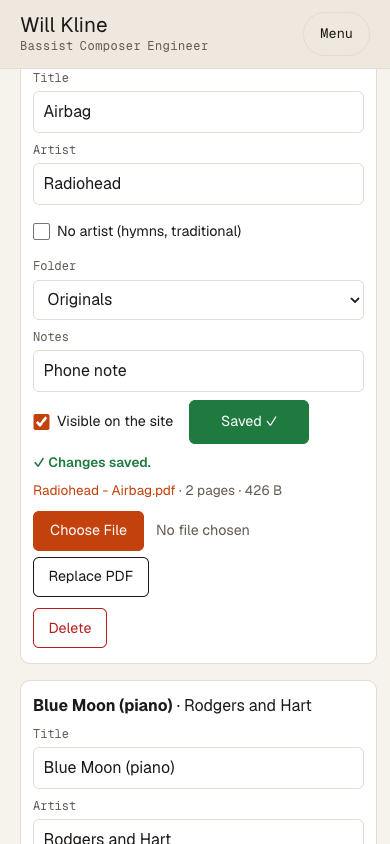 Will Kline
Bassist Composer Engineer
Menu
Title
Airbag
Artist
Radiohead
No artist (hymns, traditional)
Folder
Originals
Notes
Phone note
Visible on the site
Saved ✓
✓ Changes saved.
Radiohead - Airbag.pdf · 2 pages · 426 B
Choose File No file chosen
Replace PDF
Delete
Blue Moon (piano) · Rodgers and Hart
Title
Blue Moon (piano)
Artist
Rodgers and Hart